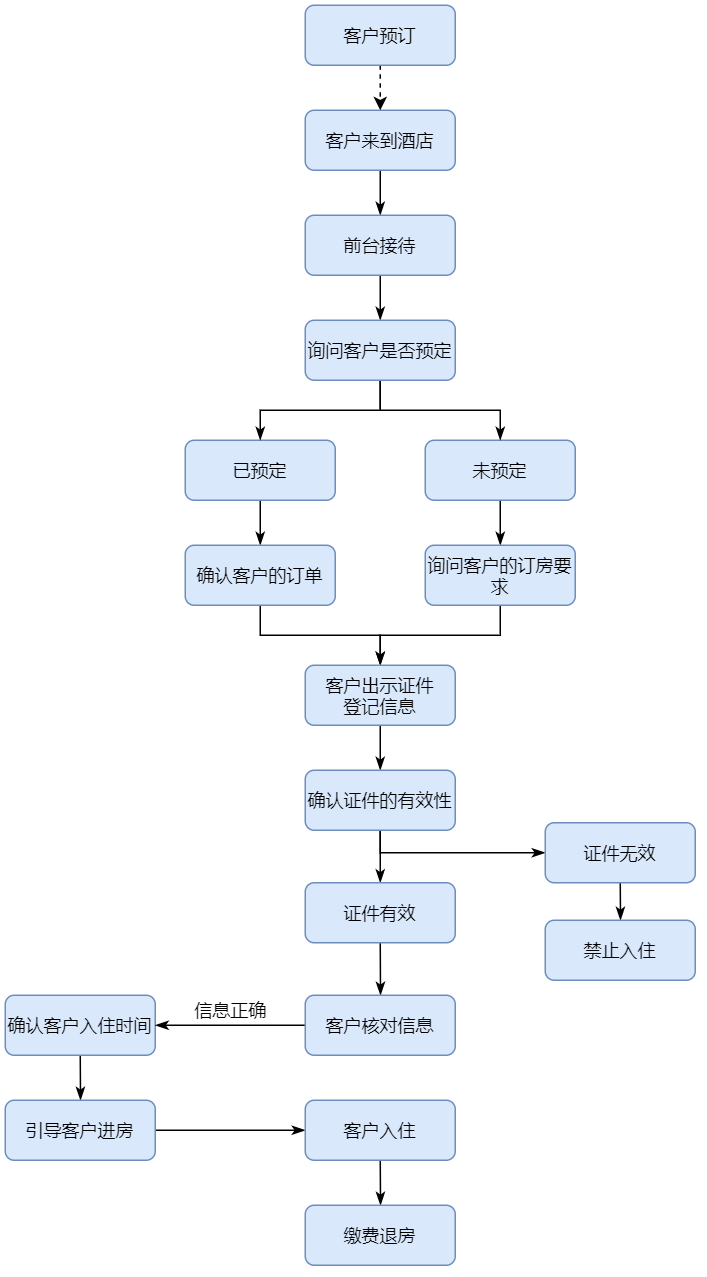 客户预订
客户来到酒店
前台接待
询问客户是否预定
已预定
未预定
确认客户的订单
询问客户的订房要
求
客户出示证件
登记信息
确认证件的有效性
证件无效
证件有效
禁止入住
信息正确
确认客户入住时间
客户核对信息
引导客户进房
客户入住
缴费退房